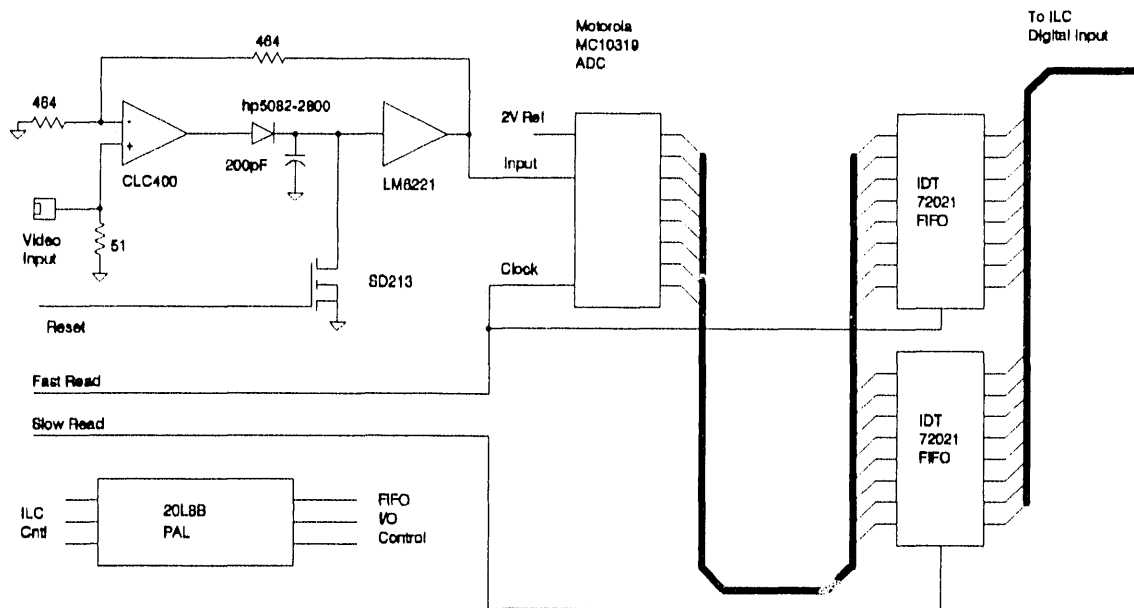 Motorola
MC10319
ADC
To ILC
Digital Input
464
464
hp5082-2800
-
+
CLC400
200pF
LM6221
2V Ref
Input
Clock
IDT
72021
FIFO
Video
Input
51
SD213
Reset
Fast Read
Slow Read
IDT
72021
FIFO
ILC
Cntl
20L8B
PAL
FIFO
I/O
Control